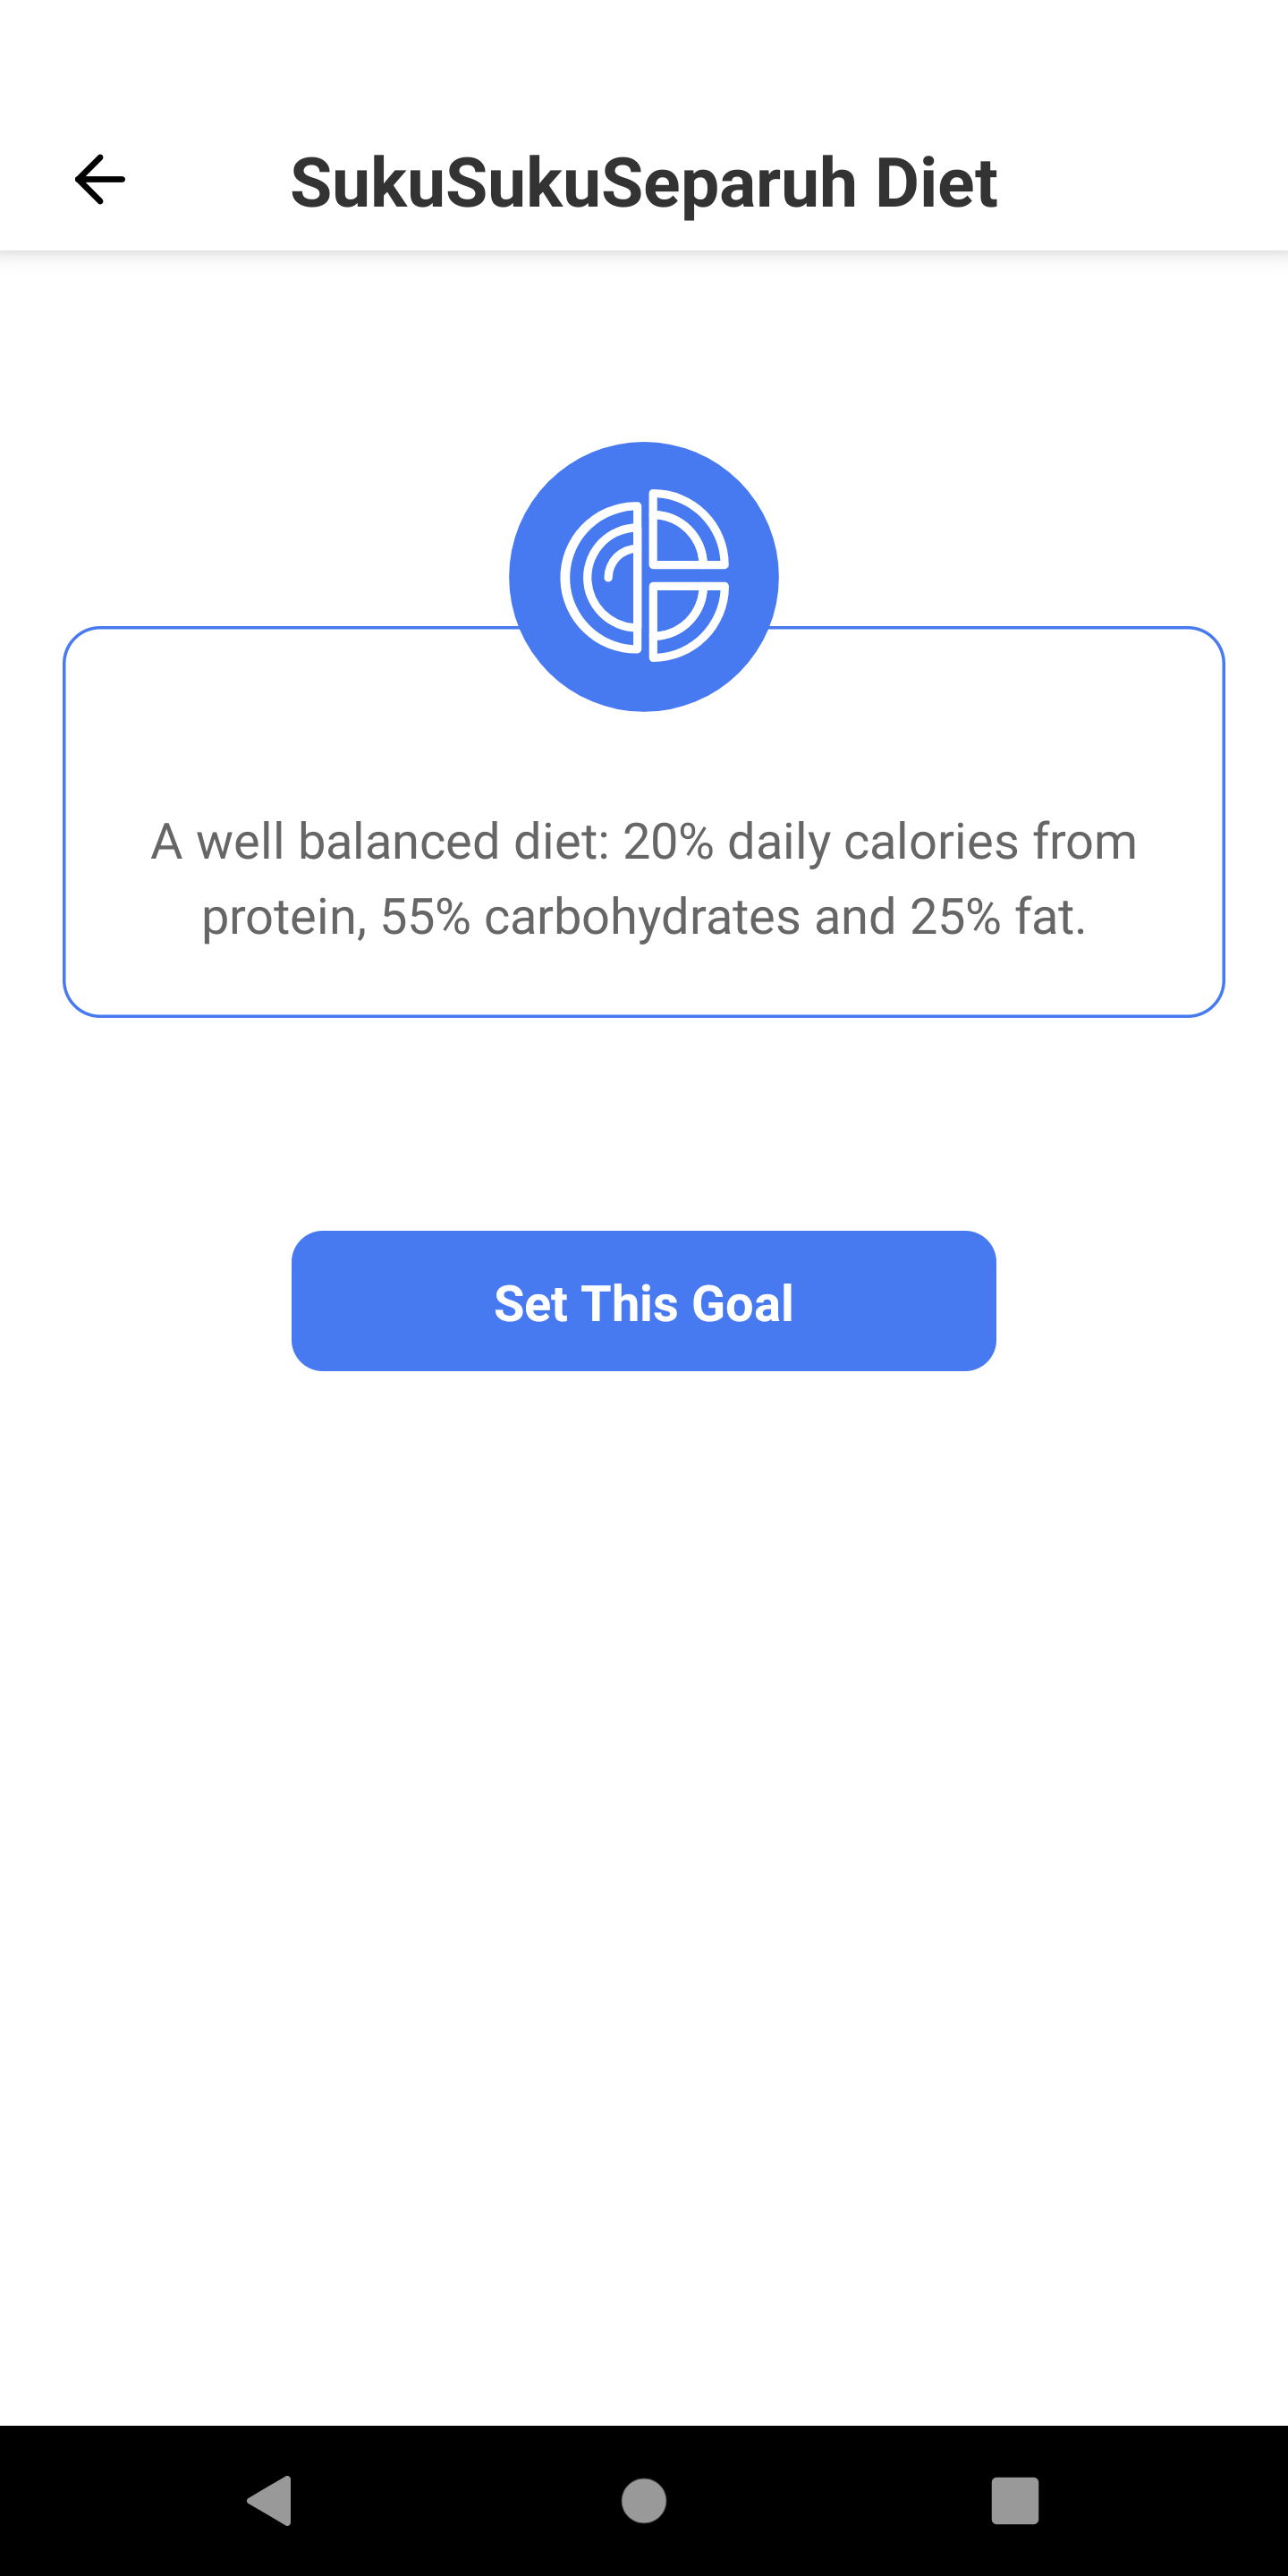 SukuSukuSeparuh Diet
A well balanced diet: 20% daily calories from
protein, 55% carbohydrates and 25% fat.
Set This Goal